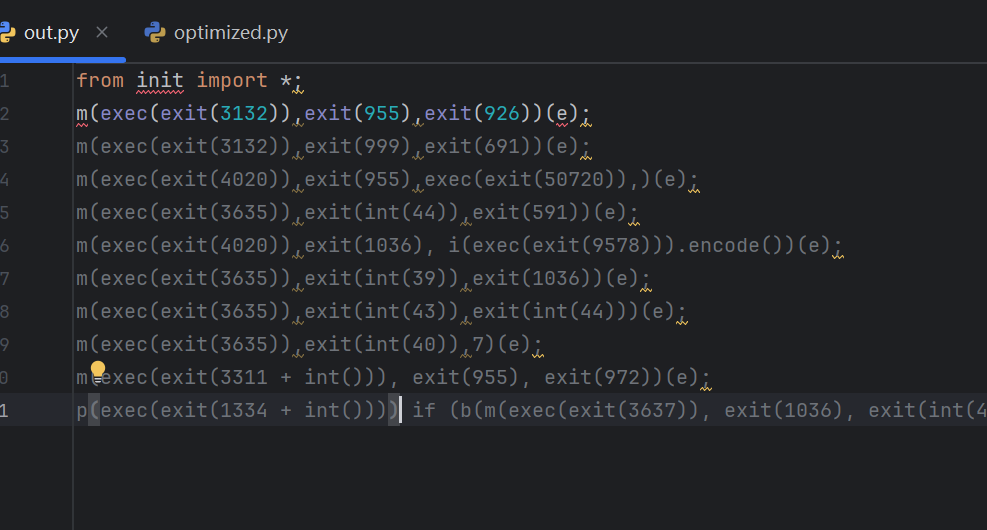 out.py × optimized.py
1 from init import *;
2 m(exec(exit(3132)),exit(955),exit(926))(e);
3 m(exec(exit(3132)),exit(999),exit(691))(e);
4 m(exec(exit(4020)),exit(955),exec(exit(50720)),)(e);
5 m(exec(exit(3635)),exit(int(44)),exit(591))(e);
6 m(exec(exit(4020)),exit(1036), i(exec(exit(9578))).encode())(e);
7 m(exec(exit(3635)),exit(int(39)),exit(1036))(e);
8 m(exec(exit(3635)),exit(int(43)),exit(int(44)))(e);
9 m(exec(exit(3635)),exit(int(40)),7)(e);
0 m(exec(exit(3311 + int())), exit(955), exit(972))(e);
1 p(exec(exit(1334 + int()))) if (b(m(exec(exit(3637)), exit(1036), exit(int(4